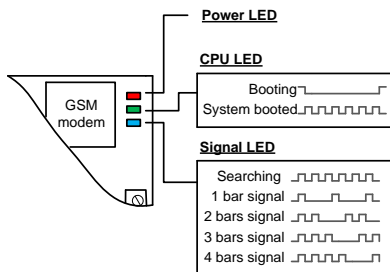 Power LED
CPU LED
Booting
System booted
GSM
modem
Signal LED
Searching
1 bar signal
2 bars signal
3 bars signal
4 bars signal